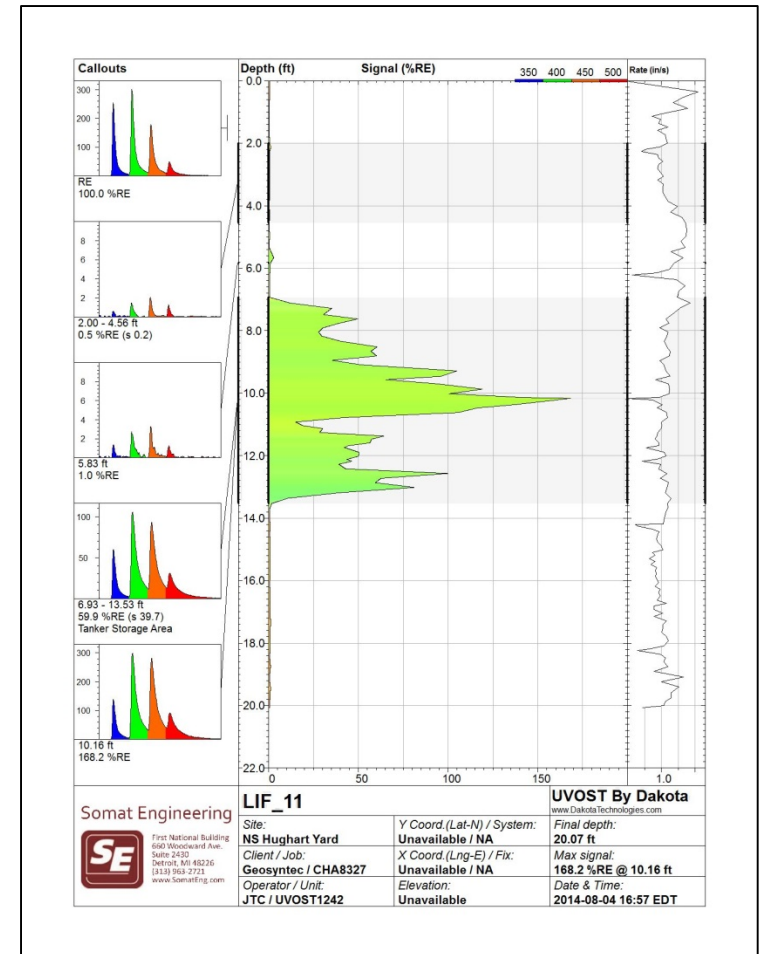 Callouts
Depth (ft)
Signal (%RE)
350 400 450 500
Rate (in/s)
300
200
100
RE
100.0 %RE
8
6
4
2
2.00 - 4.56 ft
0.5 %RE (s 0.2)
8
6
4
2
5.83 ft
1.0 %RE
100
50
6.93 - 13.53 ft
59.9 %RE (s 39.7)
Tanker Storage Area
300
200
100
10.16 ft
168.2 %RE
0.0
2.0
4.0
6.0
8.0
10.0
12.0
14.0
16.0
18.0
20.0
22.0
0 50 100 150
1.0
Somat Engineering
SE
First National Building
660 Woodward Ave.
Suite 2430
Detroit, MI 48226
(313) 963-2721
www.SomatEng.com
LIF_11
UVOST By Dakota
www.DakotaTechnologies.com
Site:
NS Hughart Yard
Y Coord.(Lat-N) / System:
Unavailable / NA
Final depth:
20.07 ft
Client / Job:
Geosyntec / CHA8327
X Coord.(Lng-E) / Fix:
Unavailable / NA
Max signal:
168.2 %RE @ 10.16 ft
Operator / Unit:
JTC / UVOST1242
Elevation:
Unavailable
Date & Time:
2014-08-04 16:57 EDT